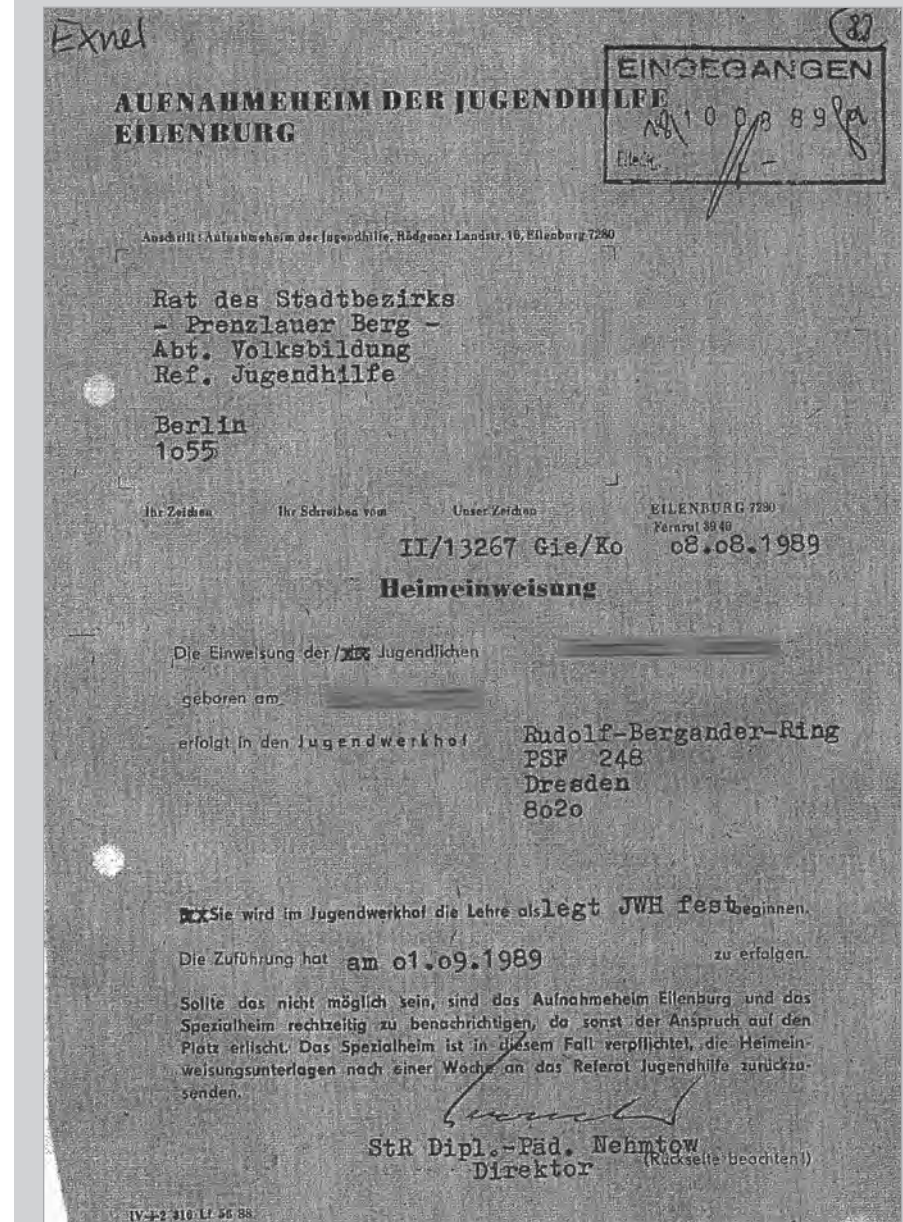 Exnel
82
EINGEGANGEN
10 08 89
AUFNAHMEHEIM DER JUGENDHILFE
EILENBURG
Anschrift: Aufnahmeheim der Jugendhilfe, Rödgener Landstr. 16, Eilenburg 7280
Rat des Stadtbezirks
- Prenzlauer Berg -
Abt. Volksbildung
Ref. Jugendhilfe
Berlin
1o55
Ihr Zeichen Ihr Schreiben vom Unser Zeichen EILENBURG 7280
Fernruf 3940
II/13267 Gie/Ko o8.o8.1989
Heimeinweisung
Die Einweisung der/xxx Jugendlichen
geboren am
erfolgt in den Jugendwerkhof Rudolf-Bergander-Ring
PSF 248
Dresden
8o2o
Sie wird im Jugendwerkhof die Lehre als legt JWH fest beginnen.
Die Zuführung hat am o1.o9.1989 zu erfolgen.
Sollte das nicht möglich sein, sind das Aufnahmeheim Eilenburg und das
Spezialheim rechtzeitig zu benachrichtigen, da sonst der Anspruch auf den
Platz erlischt. Das Spezialheim ist in diesem Fall verpflichtet, die Heimein-
weisungsunterlagen nach einer Woche an das Referat Jugendhilfe zurückzu-
senden.
StR Dipl.-Päd. Nehmtow
Direktor (Rückseite beachten!)